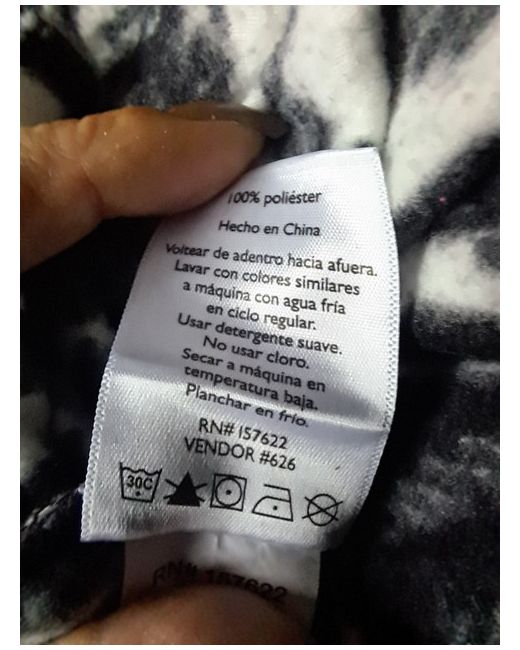 100% poliéster
Hecho en China
Voltear de adentro hacia afuera.
Lavar con colores similares
a máquina con agua fría
en ciclo regular.
Usar detergente suave.
No usar cloro.
Secar a máquina en
temperatura baja.
Planchar en frío.
RN# 157622
VENDOR #626
30C
RN# 157622